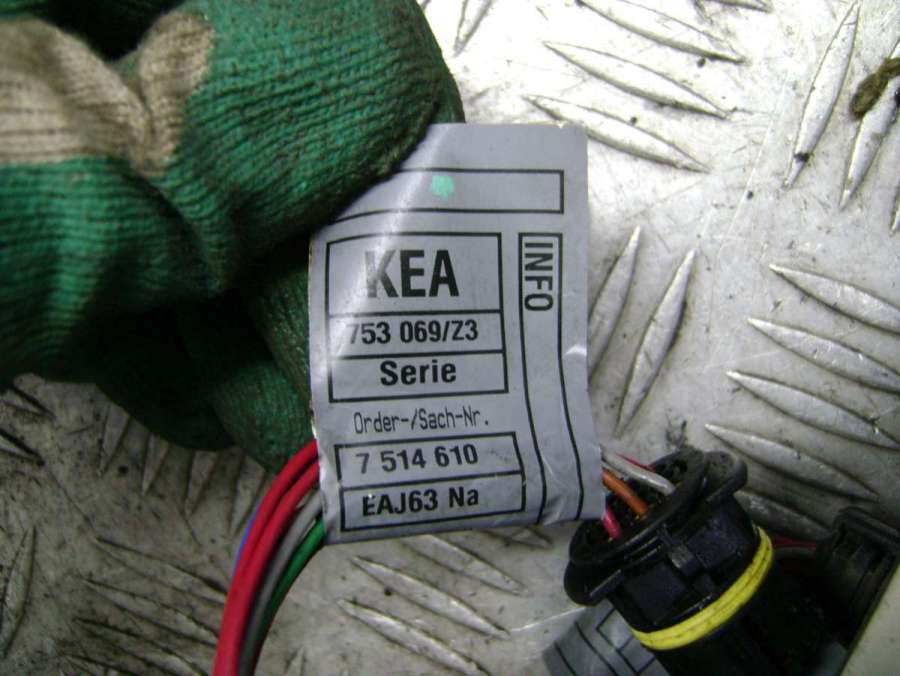 KEA
753 069/Z3
Serie
INFO
Order-/Sach-Nr.
7 514 610
EAJ63 Na